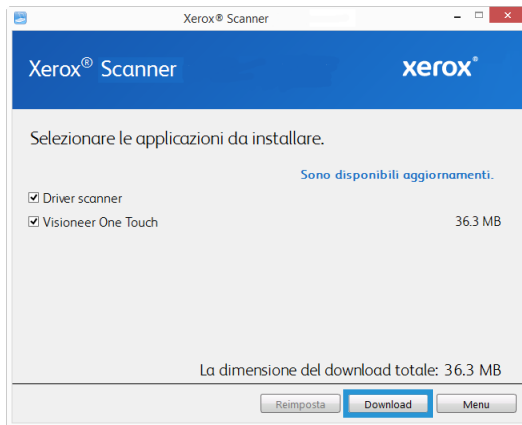 Xerox® Scanner
Xerox® Scanner
xerox®
Selezionare le applicazioni da installare.
Sono disponibili aggiornamenti.
Driver scanner
Visioneer One Touch 36.3 MB
La dimensione del download totale: 36.3 MB
Reimposta Download Menu